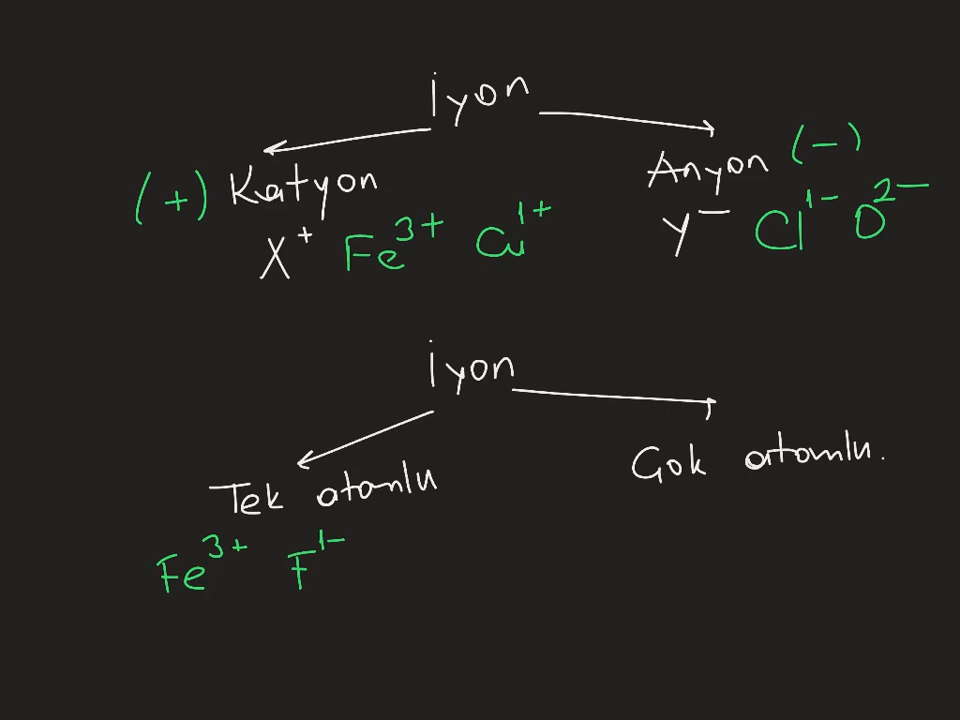 İyon
(+) Katyon
Anyon (-)
X⁺ Fe³⁺ Cu¹⁺
Y⁻ Cl¹⁻ O²⁻
İyon
Tek atomlu
Çok atomlu.
Fe³⁺ F¹⁻